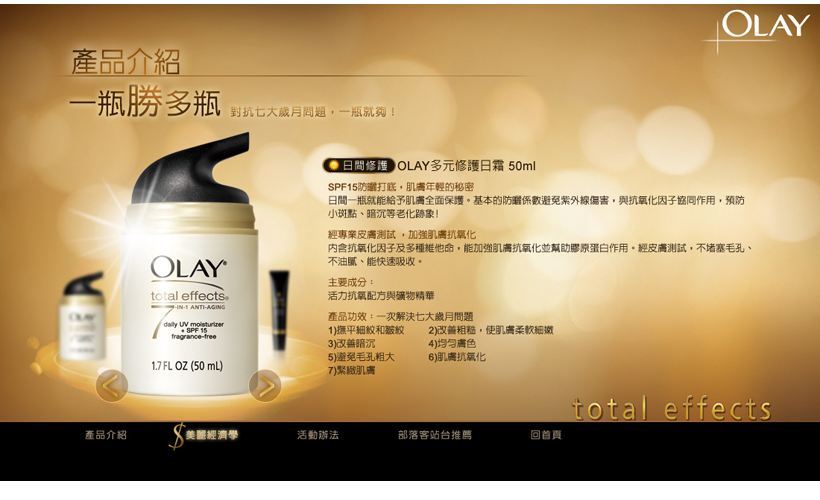 OLAY
產品介紹
一瓶勝多瓶 對抗七大歲月問題，一瓶就夠！
日間修護 OLAY多元修護日霜 50ml
SPF15防曬打底，肌膚年輕的秘密
日間一瓶就能給予肌膚全面保護。基本的防曬係數避免紫外線傷害，與抗氧化因子協同作用，預防
小斑點、暗沉等老化跡象！
經專業皮膚測試 ，加強肌膚抗氧化
內含抗氧化因子及多種維他命，能加強肌膚抗氧化並幫助膠原蛋白作用。經皮膚測試，不堵塞毛孔、
不油膩、能快速吸收。
主要成分：
活力抗氧配方與礦物精華
產品功效：一次解決七大歲月問題
1)撫平細紋和皺紋 2)改善粗糙，使肌膚柔軟細嫩
3)改善暗沉 4)均勻膚色
5)避免毛孔粗大 6)肌膚抗氧化
7)緊緻肌膚
OLAY®
total effects®
7-IN-1 ANTI-AGING
daily UV moisturizer
+ SPF 15
fragrance-free
1.7 FL OZ (50 mL)
total effects
產品介紹 $美麗經濟學 活動辦法 部落客站台推薦 回首頁